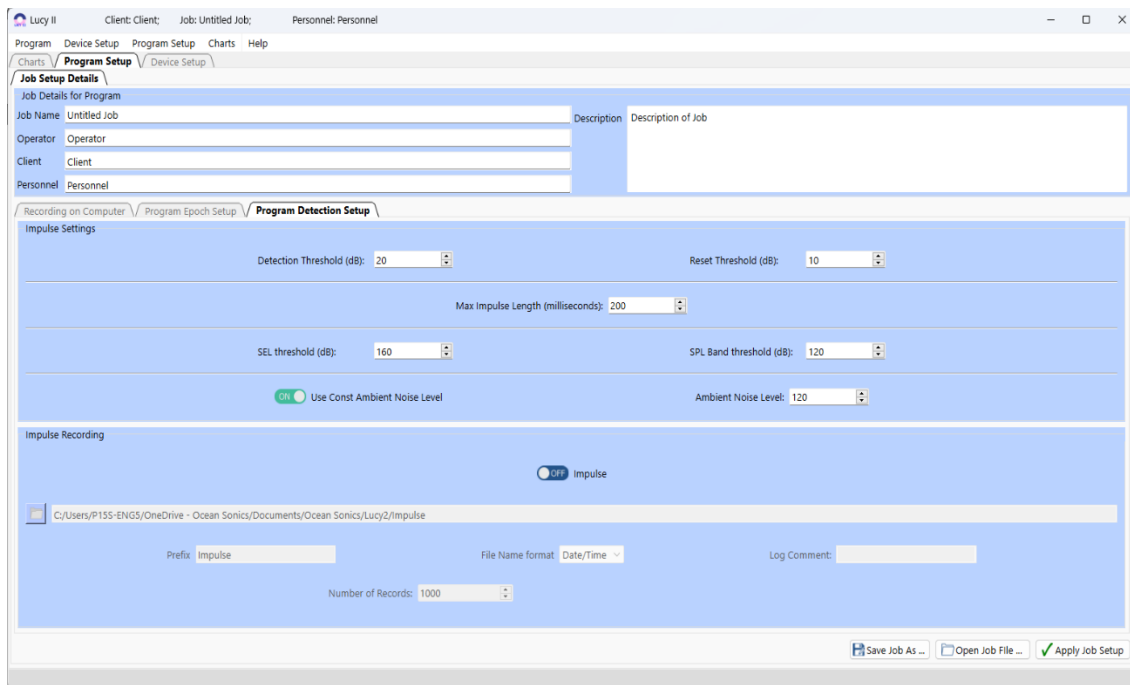 Lucy II Client: Client; Job: Untitled Job; Personnel: Personnel
Program Device Setup Program Setup Charts Help
Charts Program Setup Device Setup
Job Setup Details
Job Details for Program
Job Name Untitled Job Description Description of Job
Operator Operator
Client Client
Personnel Personnel
Recording on Computer Program Epoch Setup Program Detection Setup
Impulse Settings
Detection Threshold (dB): 20 Reset Threshold (dB): 10
Max Impulse Length (milliseconds): 200
SEL threshold (dB): 160 SPL Band threshold (dB): 120
ON Use Const Ambient Noise Level Ambient Noise Level: 120
Impulse Recording
OFF Impulse
C:/Users/P15S-ENG5/OneDrive - Ocean Sonics/Documents/Ocean Sonics/Lucy2/Impulse
Prefix Impulse File Name format Date/Time Log Comment:
Number of Records: 1000
Save Job As ... Open Job File ... Apply Job Setup